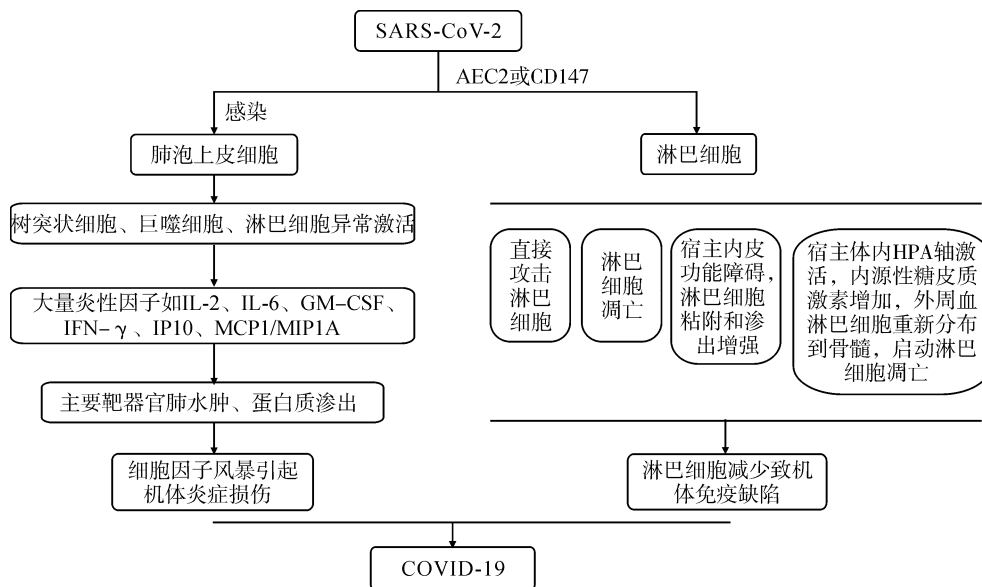 SARS-CoV-2
AEC2或CD147
感染
肺泡上皮细胞
淋巴细胞
树突状细胞、巨噬细胞、淋巴细胞异常激活
大量炎性因子如IL-2、IL-6、GM-CSF、
IFN-γ、IP10、MCP1/MIP1A
主要靶器官肺水肿、蛋白质渗出
细胞因子风暴引起
机体炎症损伤
直接
攻击
淋巴
细胞
淋巴
细胞
凋亡
宿主内皮
功能障碍，
淋巴细胞
粘附和渗
出增强
宿主体内HPA轴激
活，内源性糖皮质
激素增加，外周血
淋巴细胞重新分布
到骨髓，启动淋巴
细胞凋亡
淋巴细胞减少致机
体免疫缺陷
COVID-19